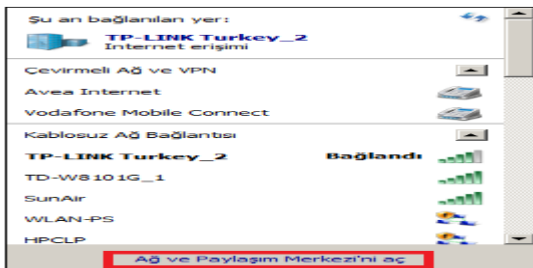 Şu an bağlanılan yer:
TP-LINK Turkey_2
Internet erişimi
Çevirmeli Ağ ve VPN
Avea Internet
Vodafone Mobile Connect
Kablosuz Ağ Bağlantısı
TP-LINK Turkey_2 Bağlandı
TD-W8101G_1
SunAir
WLAN-PS
HPCLP
Ağ ve Paylaşım Merkezi'ni aç